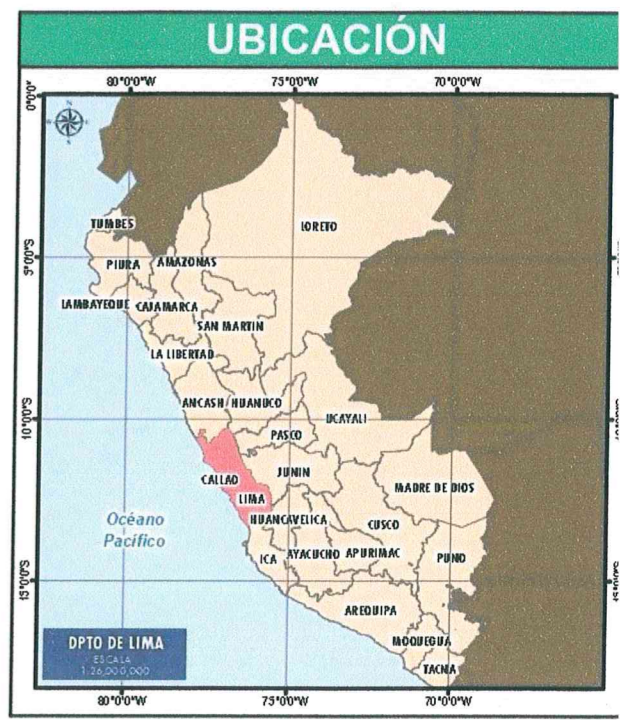 UBICACIÓN
80°0'0"W 75°0'0"W 70°0'0"W
0°0'0"
N
TUMBES
LORETO
5°0'0"S
PIURA AMAZONAS
LAMBAYEQUE CAJAMARCA
SAN MARTIN
LA LIBERTAD
ANCASH HUANUCO
UCAYALI
10°0'0"S
PASCO
JUNIN
CALLAO
MADRE DE DIOS
LIMA
HUANCAVELICA
CUSCO
Océano
Pacífico
ICA AYACUCHO APURIMAC PUNO
15°0'0"S
AREQUIPA
MOQUEGUA
TACNA
DPTO DE LIMA
ESCALA
1:26,000,000
80°0'0"W 75°0'0"W 70°0'0"W